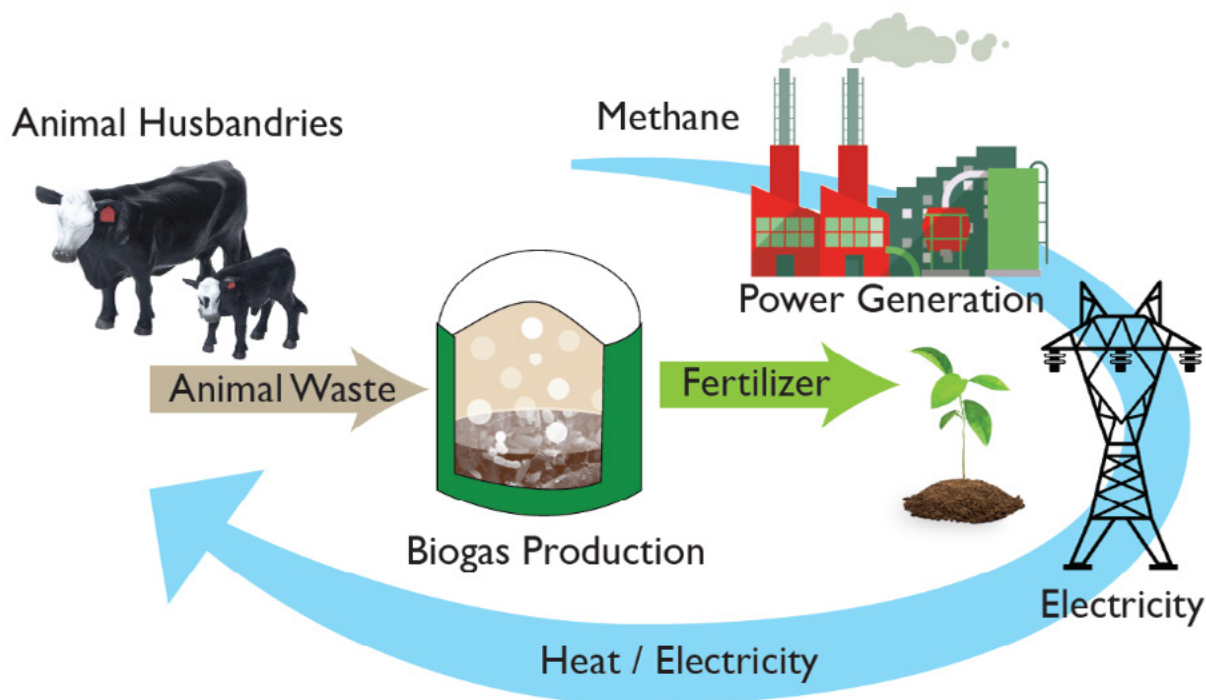 Animal Husbandries
Methane
Power Generation
Animal Waste
Fertilizer
Biogas Production
Electricity
Heat / Electricity